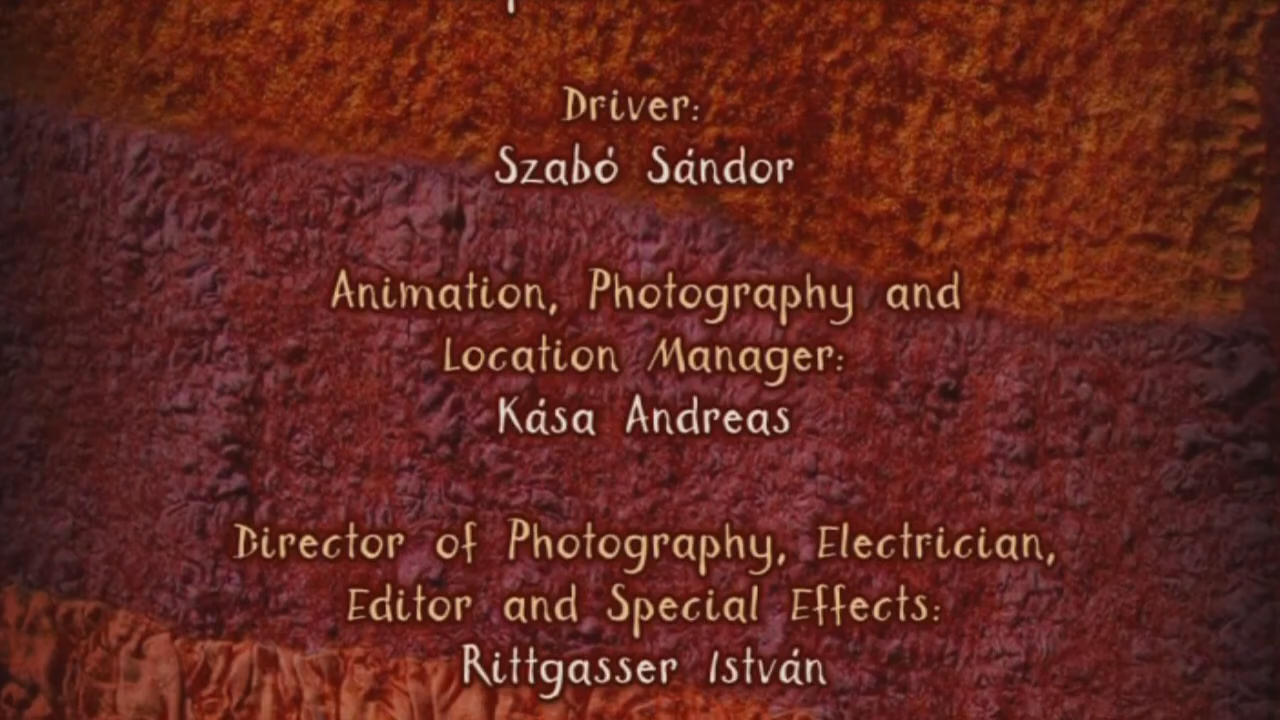 Driver:
Szabó Sándor
Animation, Photography and
Location Manager:
Kása Andreas
Director of Photography, Electrician,
Editor and Special Effects:
Rittgasser István